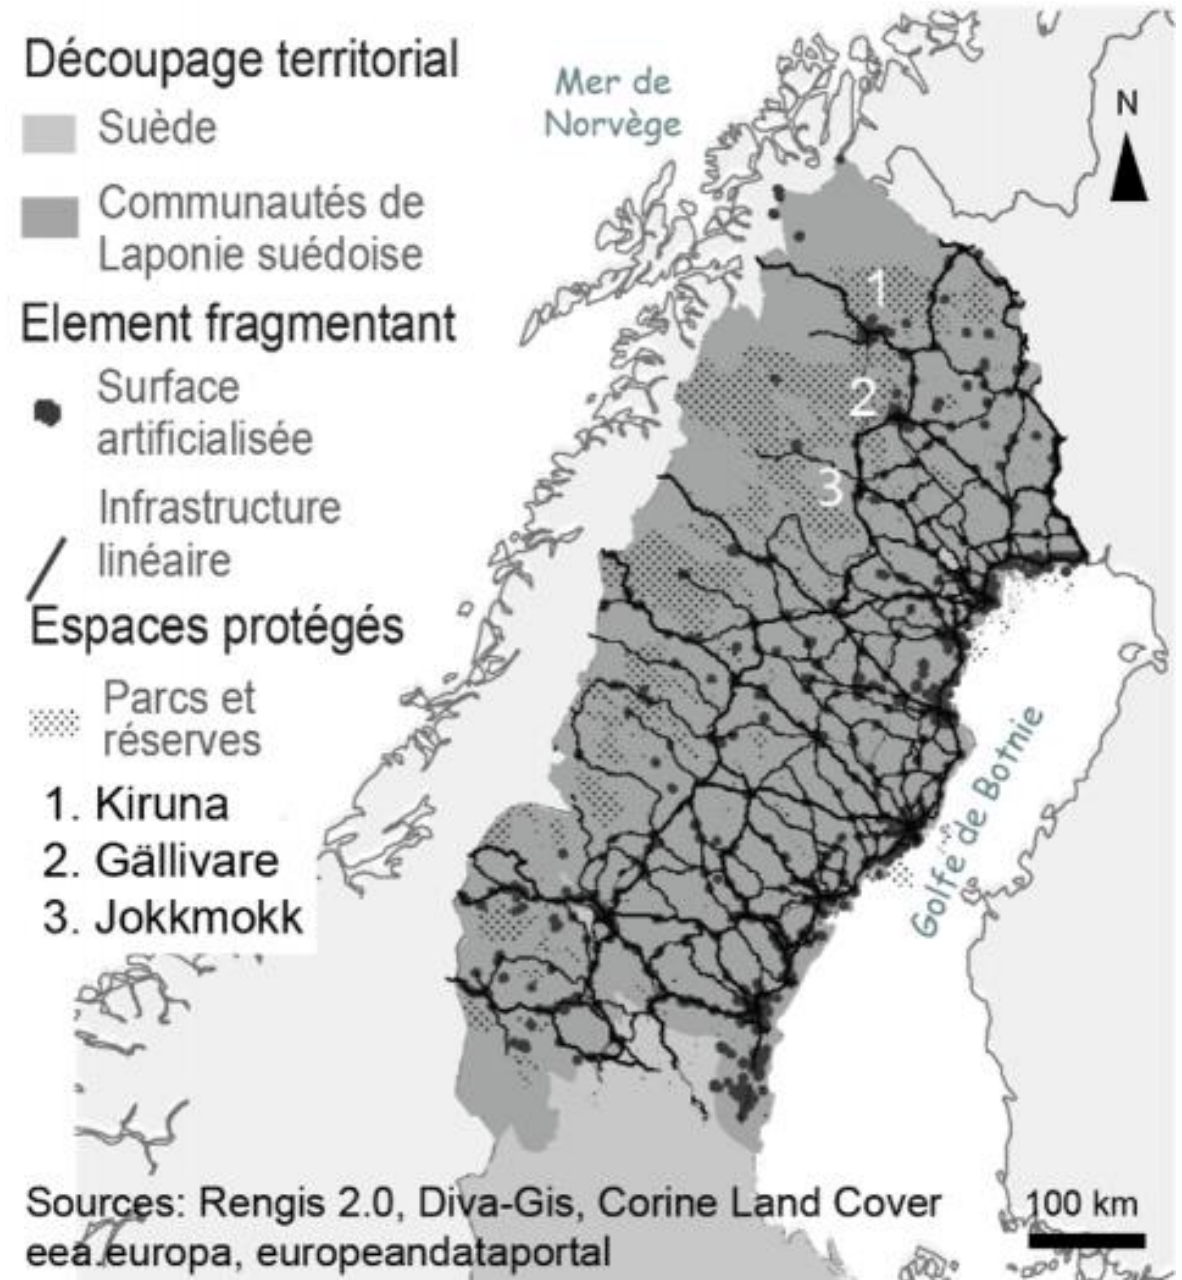 Découpage territorial
Suède
Communautés de
Laponie suédoise
Element fragmentant
Surface
artificialisée
Infrastructure
linéaire
Espaces protégés
Parcs et
réserves
1. Kiruna
2. Gällivare
3. Jokkmokk
Mer de
Norvège
N
1
2
3
Golfe de Botnie
Sources: Rengis 2.0, Diva-Gis, Corine Land Cover
eea.europa, europeandataportal
100 km